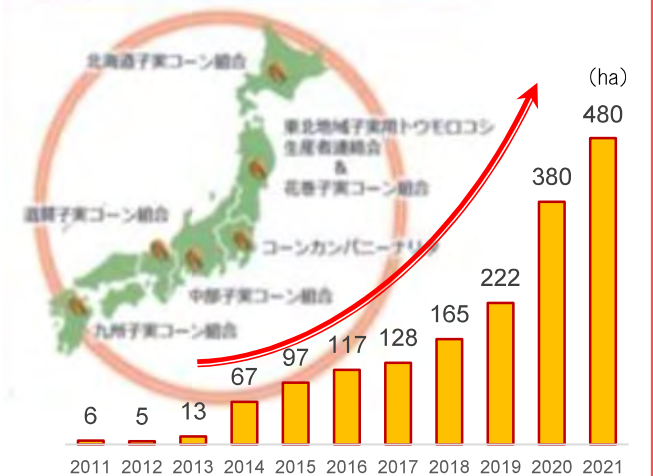 (ha)
北海道子実コーン組合
東北地域子実用トウモロコシ
生産者連絡会
&
花巻子実コーン組合
滋賀子実コーン組合
コーンカンパニーナリタ
中部子実コーン組合
九州子実コーン組合
6 5 13 67 97 117 128 165 222 380 480
2011 2012 2013 2014 2015 2016 2017 2018 2019 2020 2021